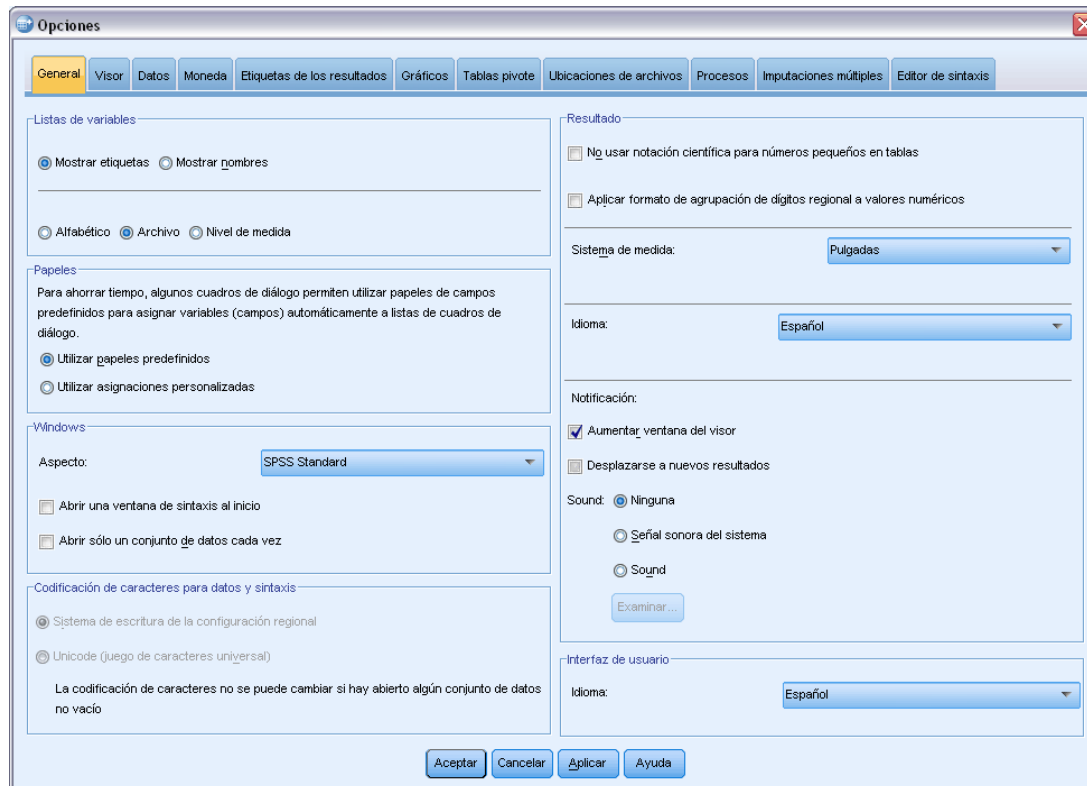 Opciones
General Visor Datos Moneda Etiquetas de los resultados Gráficos Tablas pivote Ubicaciones de archivos Procesos Imputaciones múltiples Editor de sintaxis
Listas de variables
Mostrar etiquetas Mostrar nombres
Alfabético Archivo Nivel de medida
Papeles
Para ahorrar tiempo, algunos cuadros de diálogo permiten utilizar papeles de campos
predefinidos para asignar variables (campos) automáticamente a listas de cuadros de
diálogo.
Utilizar papeles predefinidos
Utilizar asignaciones personalizadas
Windows
Aspecto: SPSS Standard
Abrir una ventana de sintaxis al inicio
Abrir sólo un conjunto de datos cada vez
Codificación de caracteres para datos y sintaxis
Sistema de escritura de la configuración regional
Unicode (juego de caracteres universal)
La codificación de caracteres no se puede cambiar si hay abierto algún conjunto de datos
no vacío
Resultado
No usar notación científica para números pequeños en tablas
Aplicar formato de agrupación de dígitos regional a valores numéricos
Sistema de medida: Pulgadas
Idioma: Español
Notificación:
Aumentar ventana del visor
Desplazarse a nuevos resultados
Sound: Ninguna
Señal sonora del sistema
Sound
Examinar...
Interfaz de usuario
Idioma: Español
Aceptar Cancelar Aplicar Ayuda